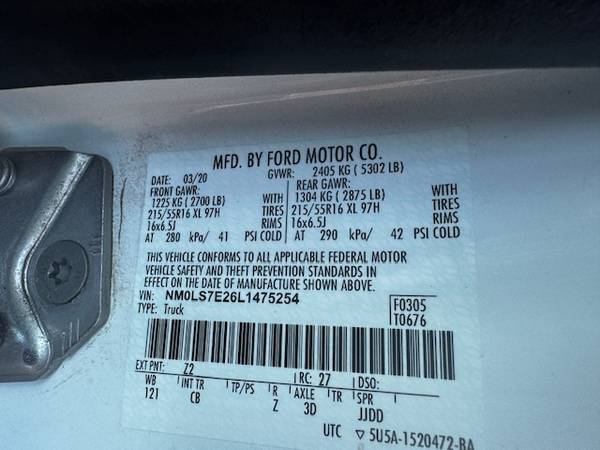 MFD. BY FORD MOTOR CO.
DATE: 03/20 GVWR: 2405 KG ( 5302 LB)
FRONT GAWR: REAR GAWR:
1225 KG ( 2700 LB) 1304 KG ( 2875 LB)
215/55R16 XL 97H TIRES 215/55R16 XL 97H TIRES
16x6.5J RIMS 16x6.5J RIMS
AT 280 kPa/ 41 PSI COLD AT 290 kPa/ 42 PSI COLD
THIS VEHICLE CONFORMS TO ALL APPLICABLE FEDERAL MOTOR
VEHICLE SAFETY AND THEFT PREVENTION STANDARDS IN
EFFECT ON THE DATE OF MANUFACTURE SHOWN ABOVE.
VIN: NM0LS7E26L1475254 F0305
TYPE: Truck T0676
EXT PNT: Z2 RC: 27 DSO:
WB INT TR TP/PS R AXLE TR SPR
121 CB Z 3D JJDD
UTC ▽ 5U5A-1520472-BA